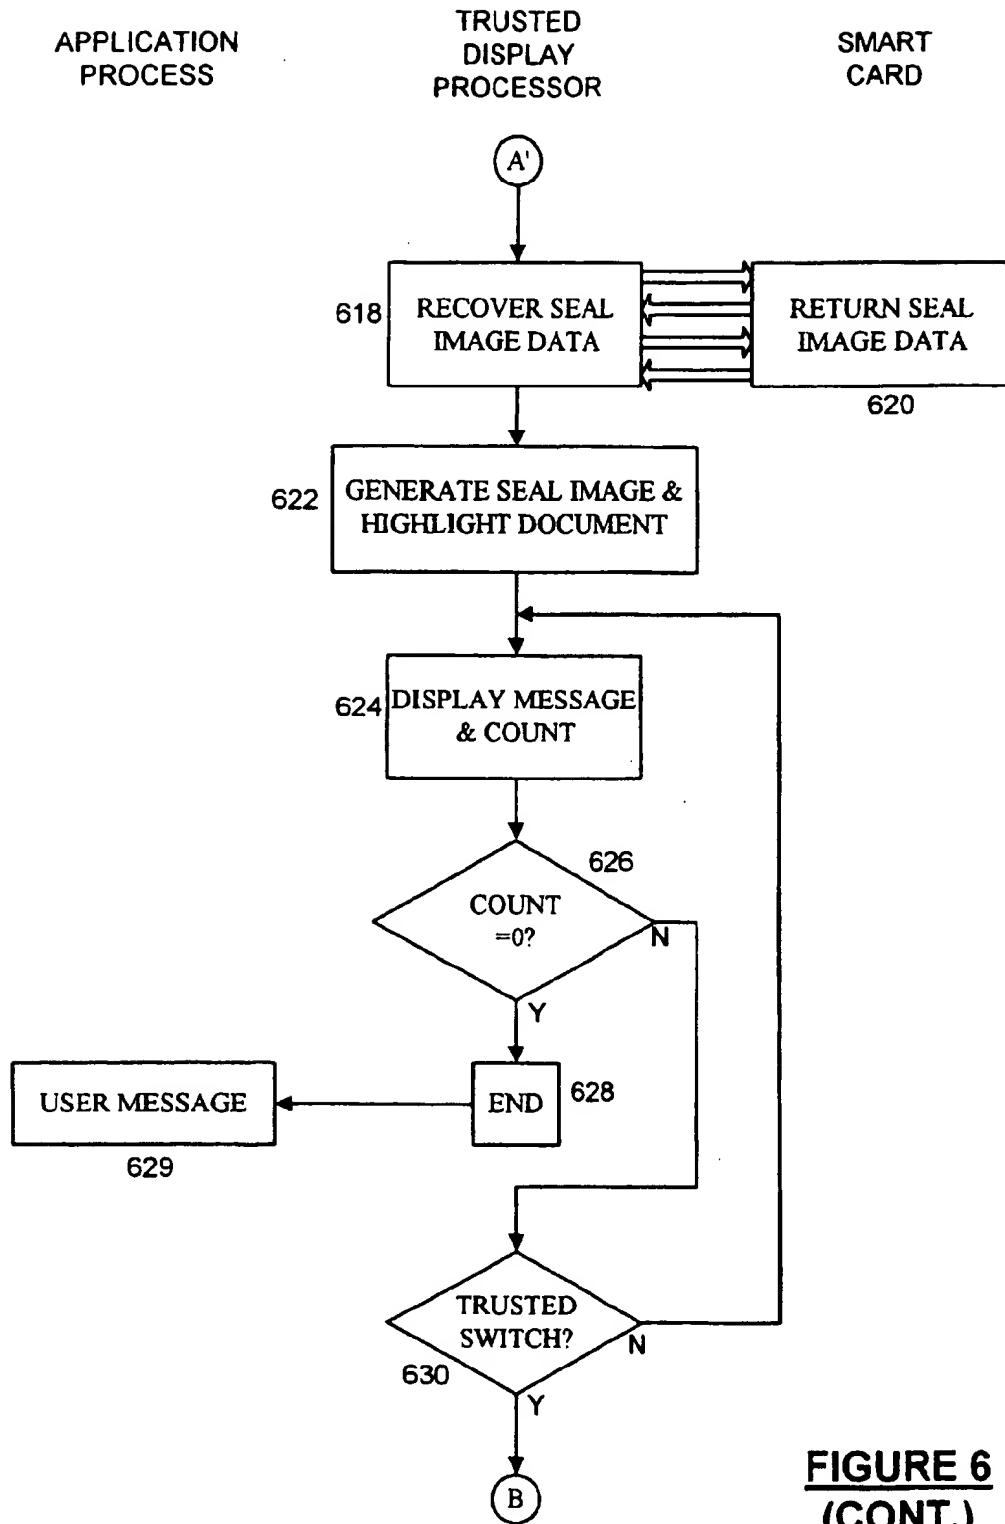 APPLICATION
PROCESS
TRUSTED
DISPLAY
PROCESSOR
SMART
CARD
A'
618
RECOVER SEAL
IMAGE DATA
RETURN SEAL
IMAGE DATA
620
622
GENERATE SEAL IMAGE &
HIGHLIGHT DOCUMENT
624
DISPLAY MESSAGE
& COUNT
626
COUNT
=0?
N
Y
USER MESSAGE
629
END
628
TRUSTED
SWITCH?
N
630
Y
B
FIGURE 6
(CONT.)